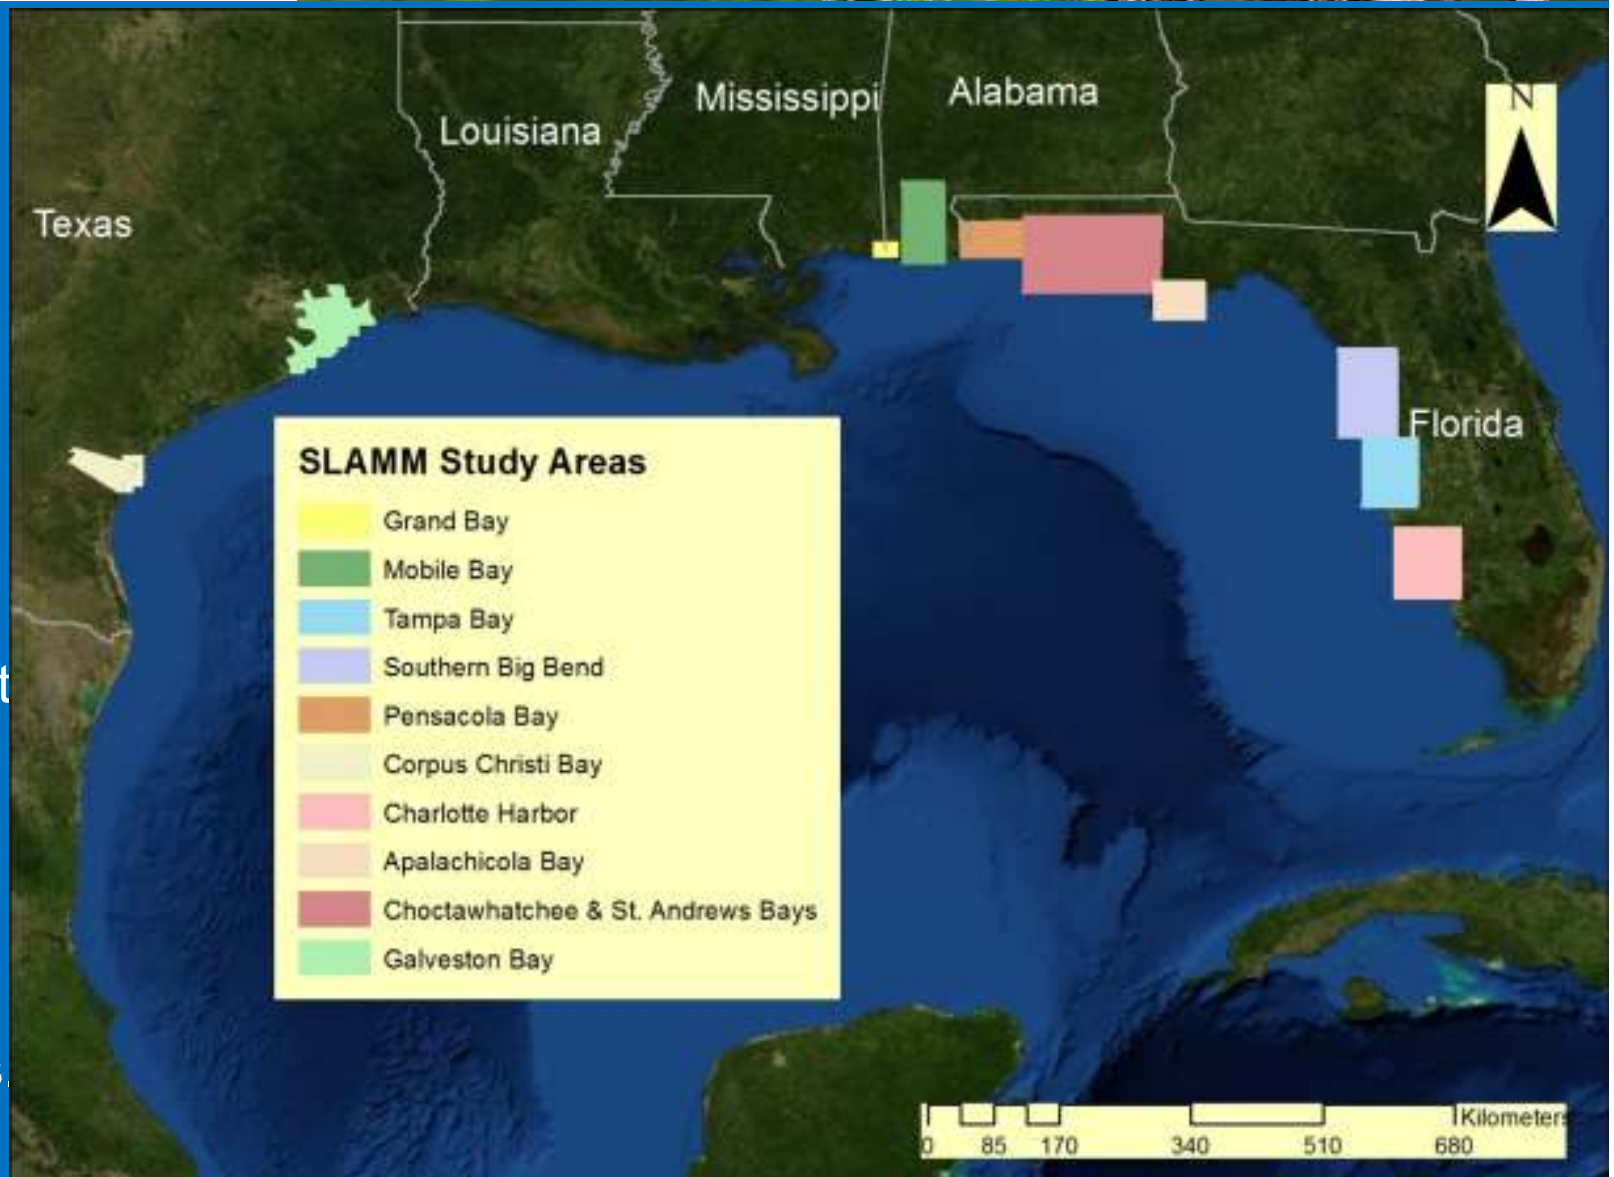 Mississippi
Alabama
N
Louisiana
Texas
Florida
SLAMM Study Areas
Grand Bay
Mobile Bay
Tampa Bay
Southern Big Bend
Pensacola Bay
Corpus Christi Bay
Charlotte Harbor
Apalachicola Bay
Choctawhatchee & St. Andrews Bays
Galveston Bay
t
s.
Kilometers
0 85 170 340 510 680